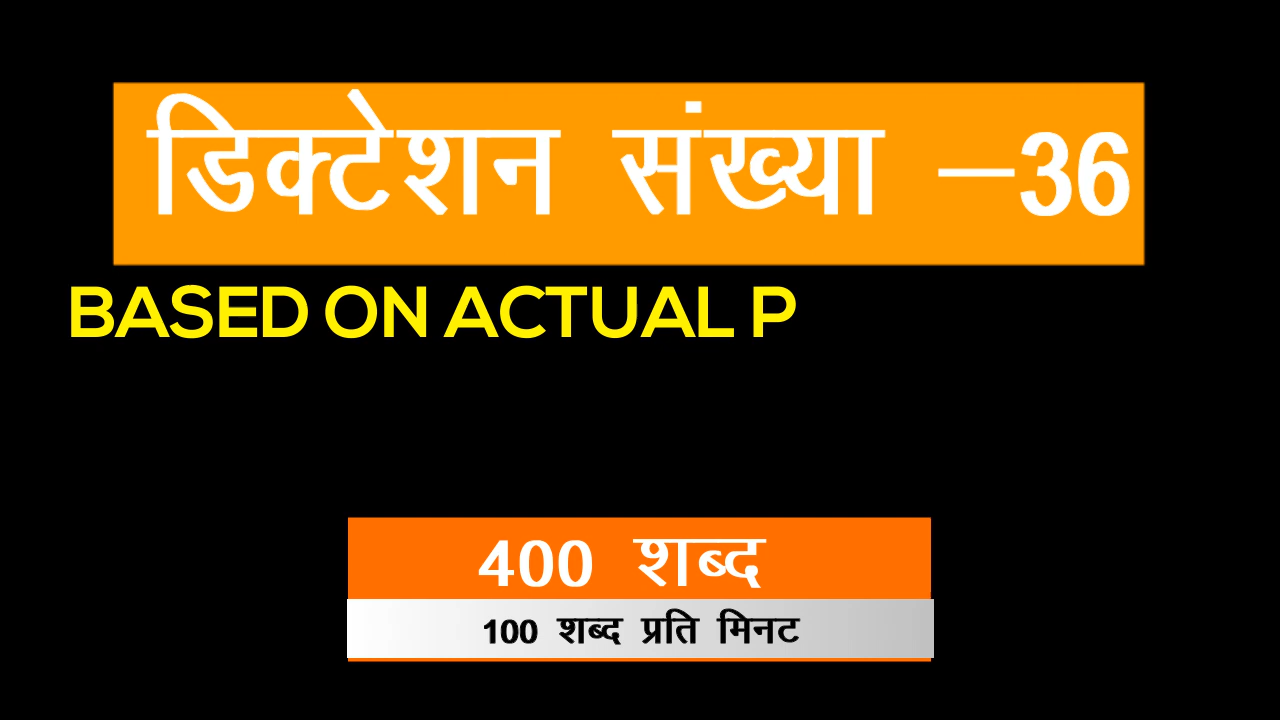 डिक्टेशन संख्या –36
BASED ON ACTUAL P
400 शब्द
100 शब्द प्रति मिनट